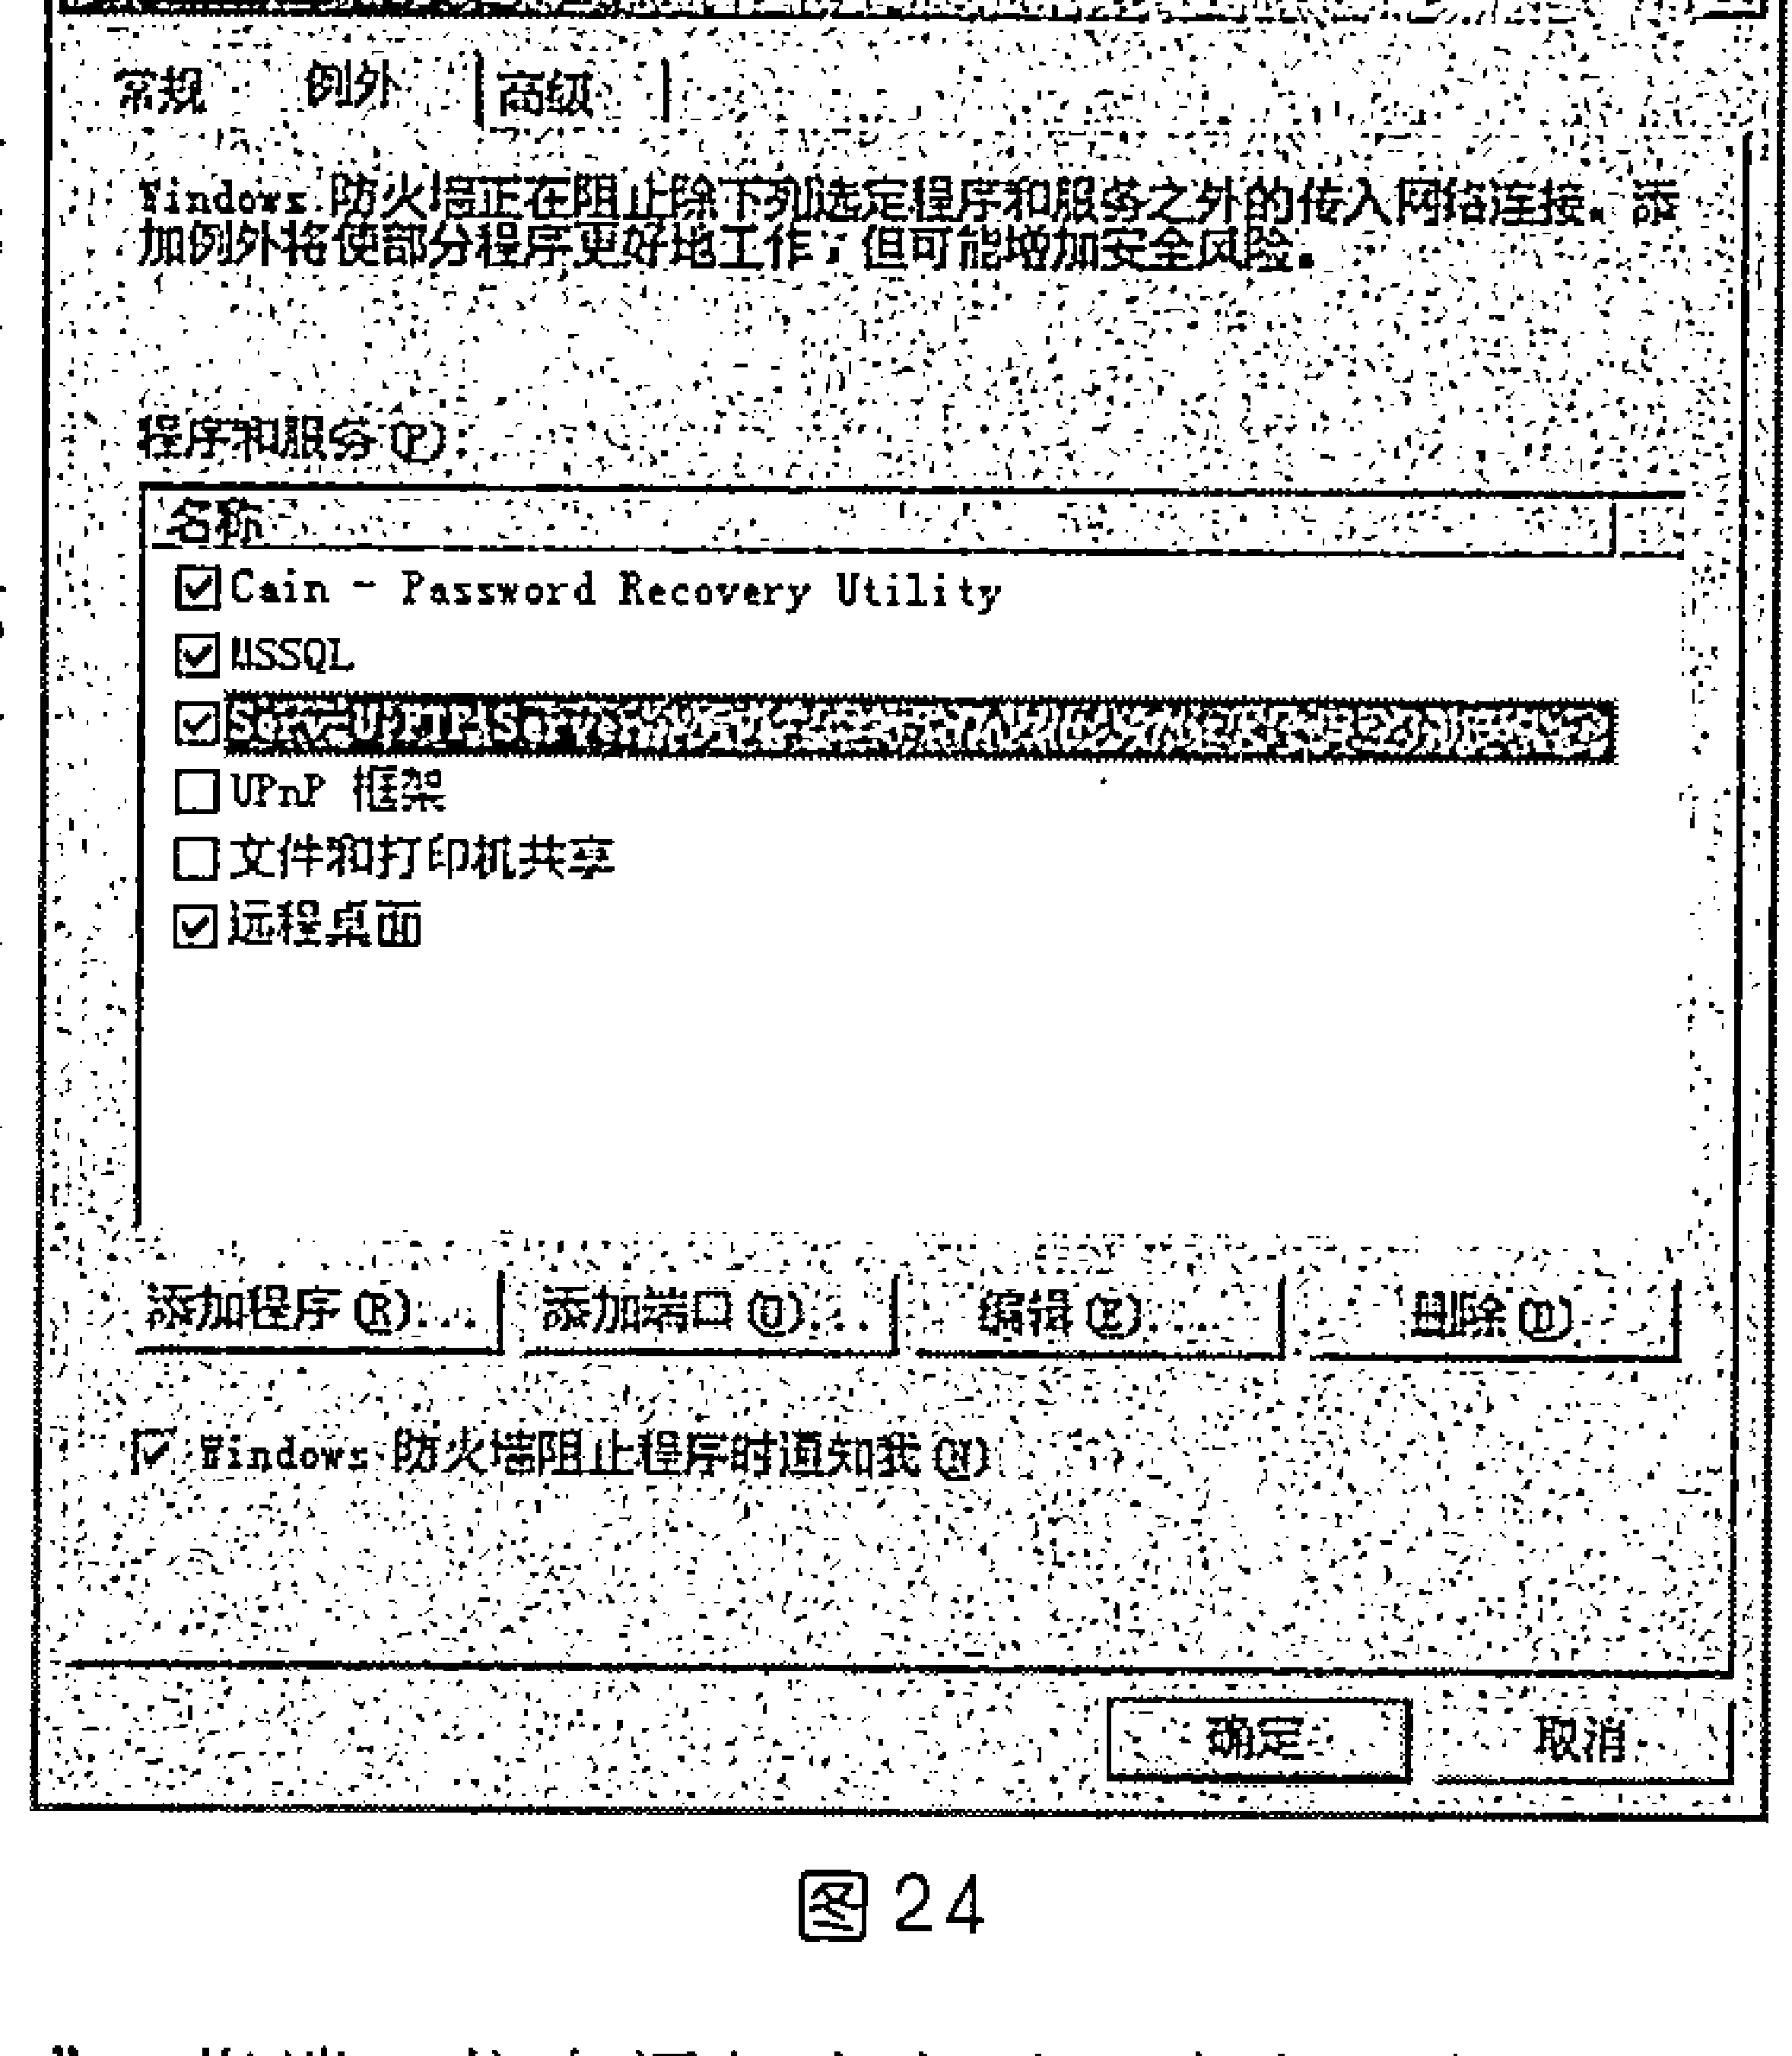 常规 例外 高级
Windows 防火墙正在阻止除下列选定程序和服务之外的传入网络连接。添
加例外将使部分程序更好地工作，但可能增加安全风险。
程序和服务(P):
名称
Cain - Password Recovery Utility
MSSQL
Serv-U FTP Server
UPnP 框架
文件和打印机共享
远程桌面
添加程序(R)... 添加端口(O)... 编辑(E)... 删除(D)
Windows 防火墙阻止程序时通知我(N)
确定 取消
图24